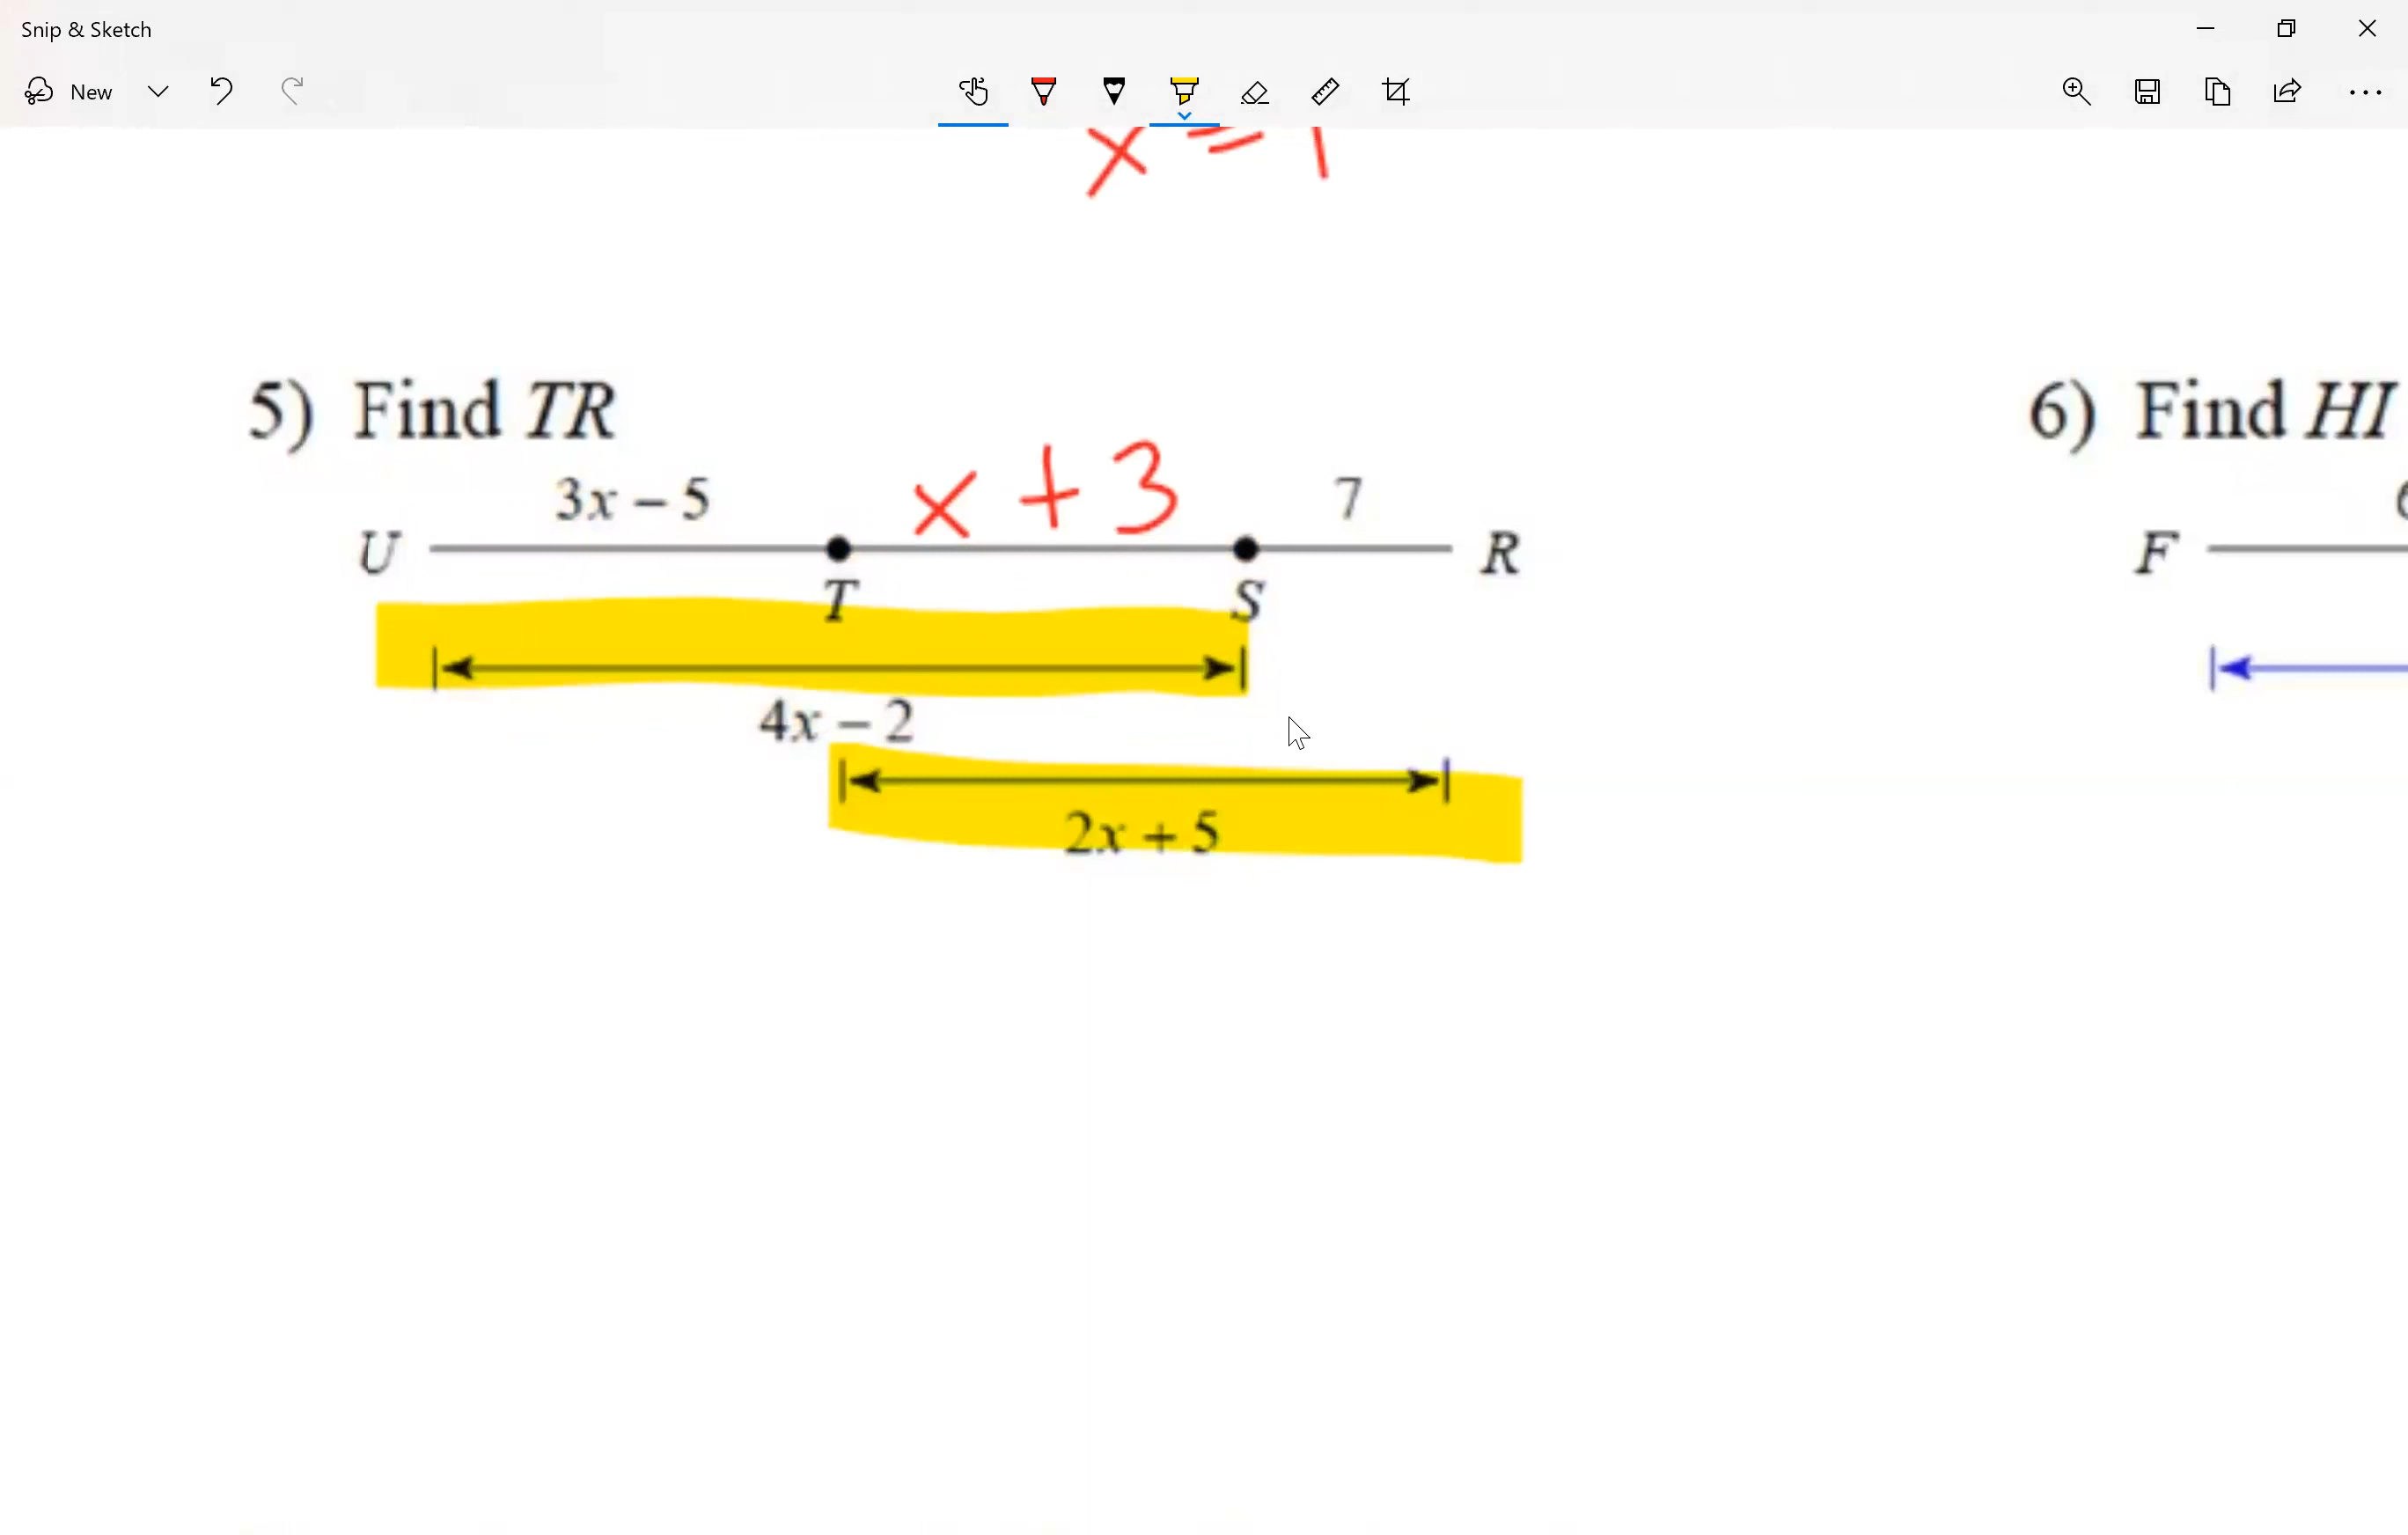 Snip & Sketch
New
x = 1
5) Find TR
6) Find HI
3x – 5
x + 3
7
U
R
F
T
S
4x – 2
2x + 5